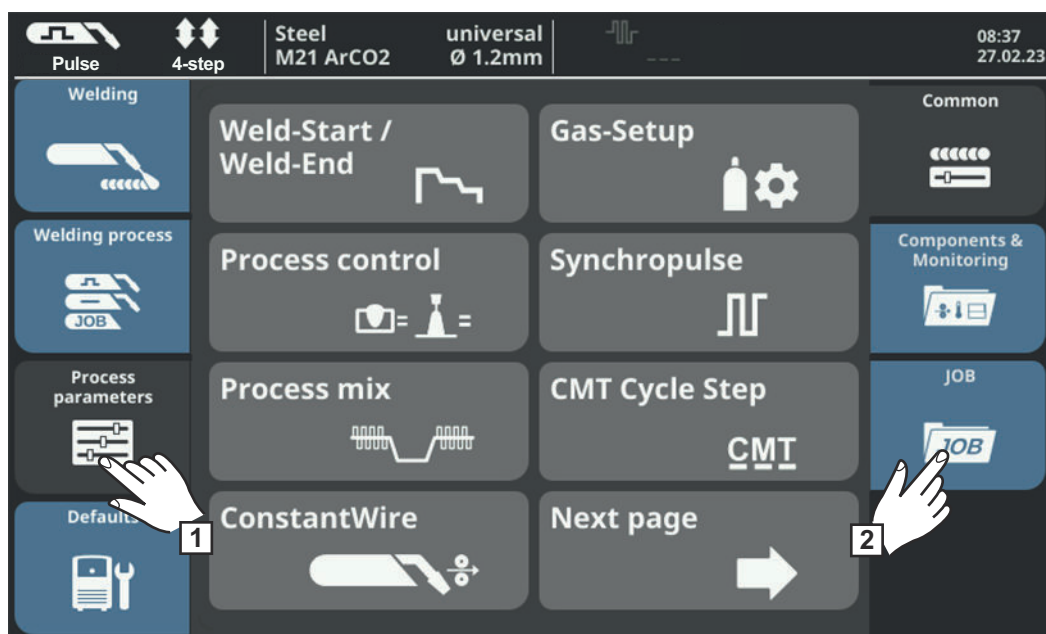 Pulse
4-step
Steel
M21 ArCO2
universal
Ø 1.2mm
---
08:37
27.02.23
Welding
Welding process
JOB
Process
parameters
Defaults
1
Weld-Start /
Weld-End
Gas-Setup
Process control
=
=
Synchropulse
Process mix
CMT Cycle Step
CMT
ConstantWire
Next page
Common
Components &
Monitoring
JOB
JOB
2